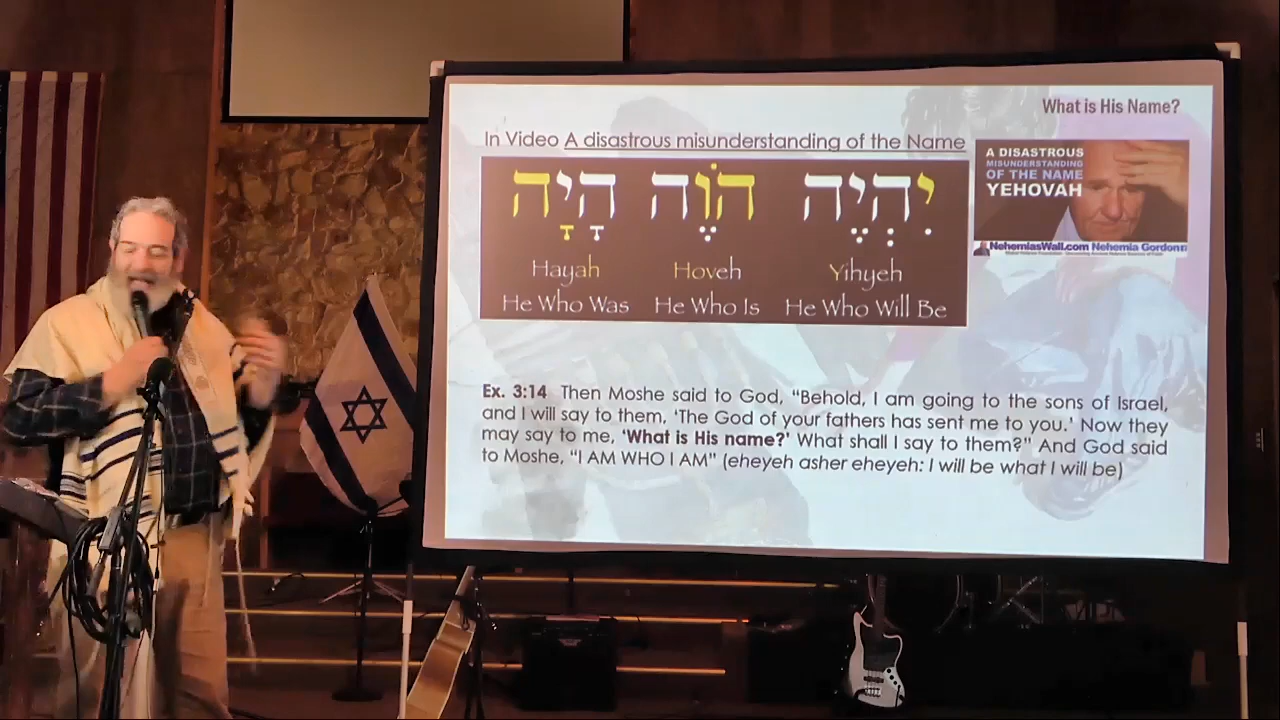 What is His Name?
In Video A disastrous misunderstanding of the Name
הָיָה הֹוֶה יִהְיֶה
Hayah Hoveh Yihyeh
He Who Was He Who Is He Who Will Be
A DISASTROUS
MISUNDERSTANDING
OF THE NAME
YEHOVAH
NehemiasWall.com Nehemia Gordon
Ex. 3:14 Then Moshe said to God, “Behold, I am going to the sons of Israel,
and I will say to them, ‘The God of your fathers has sent me to you.’ Now they
may say to me, ‘What is His name?’ What shall I say to them?” And God said
to Moshe, “I AM WHO I AM” (eheyeh asher eheyeh: I will be what I will be)